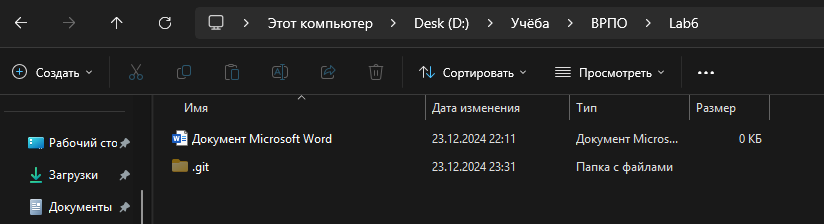 Этот компьютер > Desk (D:) > Учёба > ВРПО > Lab6
Создать Сортировать Просмотреть •••
Имя Дата изменения Тип Размер
Рабочий сто Документ Microsoft Word 23.12.2024 22:11 Документ Micros... 0 КБ
Загрузки .git 23.12.2024 23:31 Папка с файлами
Документы